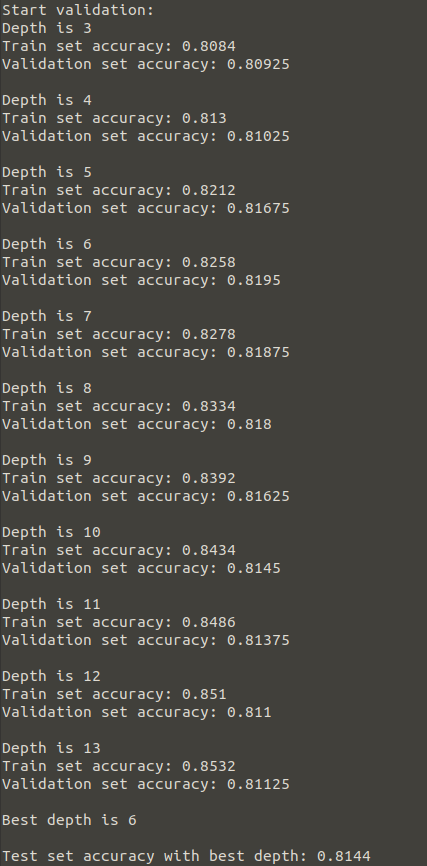 Start validation:
Depth is 3
Train set accuracy: 0.8084
Validation set accuracy: 0.80925
Depth is 4
Train set accuracy: 0.813
Validation set accuracy: 0.81025
Depth is 5
Train set accuracy: 0.8212
Validation set accuracy: 0.81675
Depth is 6
Train set accuracy: 0.8258
Validation set accuracy: 0.8195
Depth is 7
Train set accuracy: 0.8278
Validation set accuracy: 0.81875
Depth is 8
Train set accuracy: 0.8334
Validation set accuracy: 0.818
Depth is 9
Train set accuracy: 0.8392
Validation set accuracy: 0.81625
Depth is 10
Train set accuracy: 0.8434
Validation set accuracy: 0.8145
Depth is 11
Train set accuracy: 0.8486
Validation set accuracy: 0.81375
Depth is 12
Train set accuracy: 0.851
Validation set accuracy: 0.811
Depth is 13
Train set accuracy: 0.8532
Validation set accuracy: 0.81125
Best depth is 6
Test set accuracy with best depth: 0.8144